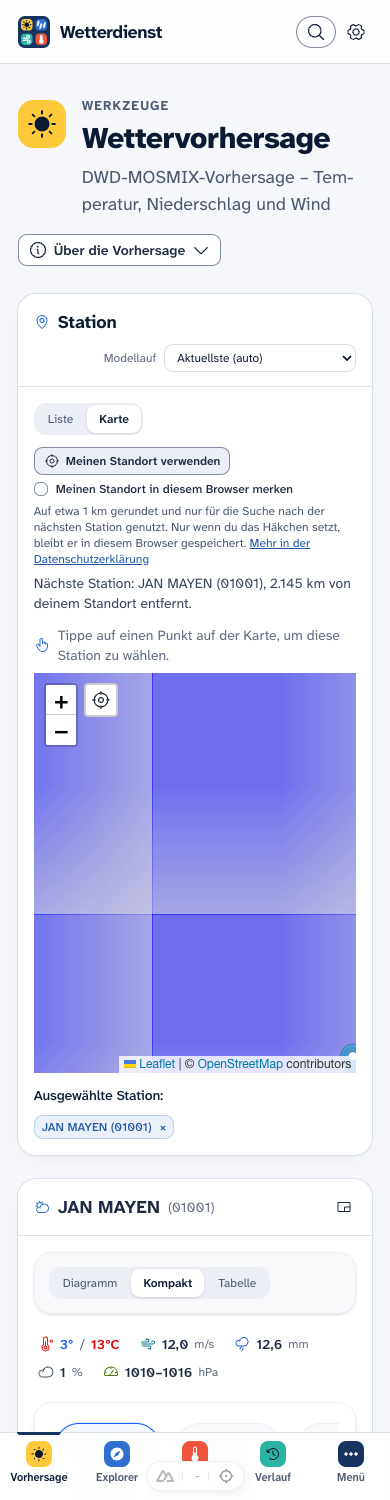 Wetterdienst
WERKZEUGE
Wettervorhersage
DWD-MOSMIX-Vorhersage – Tem-
peratur, Niederschlag und Wind
Über die Vorhersage
Station
Modellauf Aktuellste (auto)
Liste Karte
Meinen Standort verwenden
Meinen Standort in diesem Browser merken
Auf etwa 1 km gerundet und nur für die Suche nach der
nächsten Station genutzt. Nur wenn du das Häkchen setzt,
bleibt er in diesem Browser gespeichert. Mehr in der
Datenschutzerklärung
Nächste Station: JAN MAYEN (01001), 2.145 km von
deinem Standort entfernt.
Tippe auf einen Punkt auf der Karte, um diese
Station zu wählen.
+
−
Leaflet | © OpenStreetMap contributors
Ausgewählte Station:
JAN MAYEN (01001) ×
JAN MAYEN (01001)
Diagramm Kompakt Tabelle
3° / 13°C 12,0 m/s 12,6 mm
1 % 1010–1016 hPa
Vorhersage Explorer - Verlauf Menü